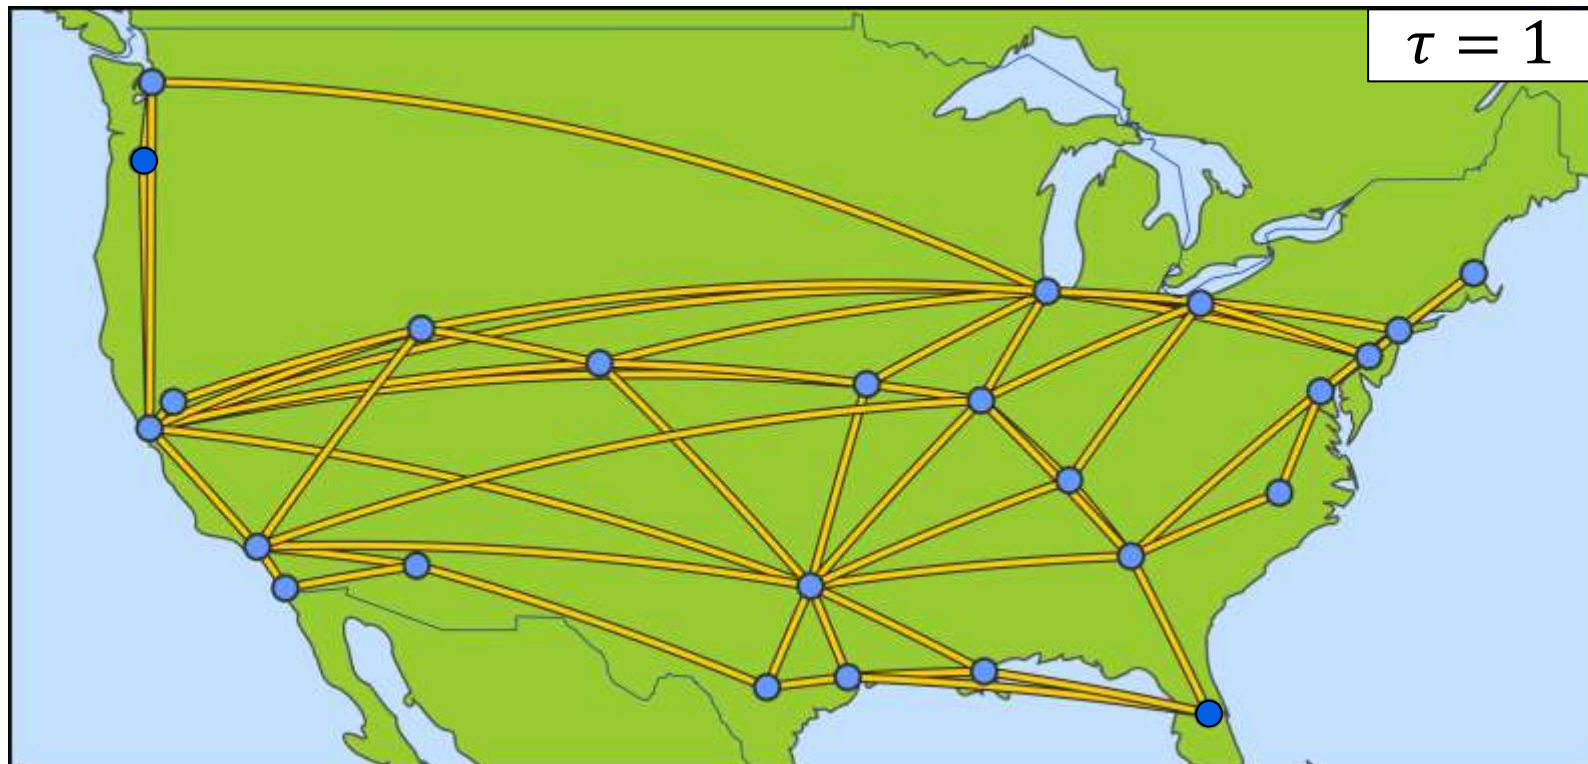 τ = 1